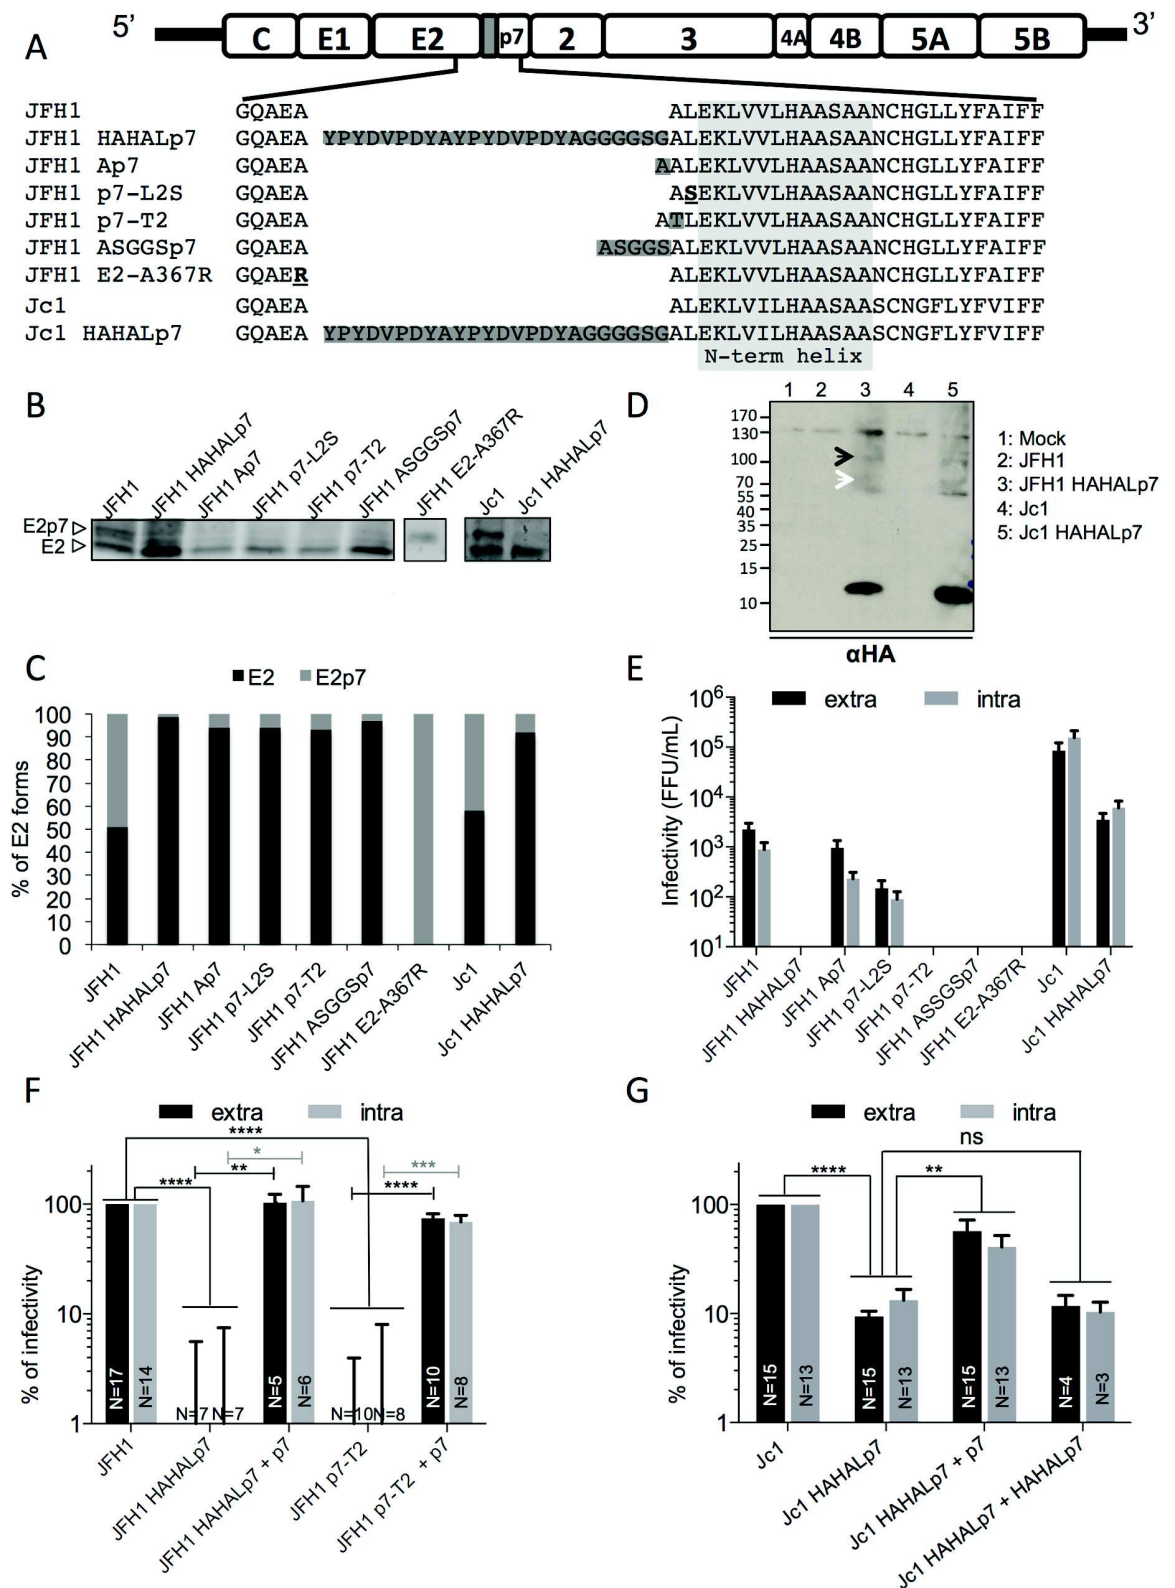 5’ C E1 E2 p7 2 3 4A 4B 5A 5B 3’
A
JFH1 GQAEA ALEKLVVLHAASAANCHGLLYFAIFF
JFH1 HAHALp7 GQAEA YPYDVPDYAYPYDVPDYAGGGGSGALEKLVVLHAASAANCHGLLYFAIFF
JFH1 Ap7 GQAEA AALEKLVVLHAASAANCHGLLYFAIFF
JFH1 p7-L2S GQAEA ASEKLVVLHAASAANCHGLLYFAIFF
JFH1 p7-T2 GQAEA ATLEKLVVLHAASAANCHGLLYFAIFF
JFH1 ASGGSp7 GQAEA ASGGSALEKLVVLHAASAANCHGLLYFAIFF
JFH1 E2-A367R GQAER ALEKLVVLHAASAANCHGLLYFAIFF
Jc1 GQAEA ALEKLVILHAASAASCNGFLYFVIFF
Jc1 HAHALp7 GQAEA YPYDVPDYAYPYDVPDYAGGGGSGALEKLVILHAASAASCNGFLYFVIFF
N-term helix
B
JFH1 JFH1 HAHALp7 JFH1 Ap7 JFH1 p7-L2S JFH1 p7-T2 JFH1 ASGGSp7 JFH1 E2-A367R Jc1 Jc1 HAHALp7
E2p7
E2
D
1 2 3 4 5
170
130
100
70
55
40
35
25
15
10
αHA
1: Mock
2: JFH1
3: JFH1 HAHALp7
4: Jc1
5: Jc1 HAHALp7
C
E2 E2p7
% of E2 forms
100
90
80
70
60
50
40
30
20
10
0
JFH1 JFH1 HAHALp7 JFH1 Ap7 JFH1 p7-L2S JFH1 p7-T2 JFH1 ASGGSp7 JFH1 E2-A367R Jc1 Jc1 HAHALp7
E
extra intra
Infectivity (FFU/mL)
10⁶
10⁵
10⁴
10³
10²
10¹
JFH1 JFH1 HAHALp7 JFH1 Ap7 JFH1 p7-L2S JFH1 p7-T2 JFH1 ASGGSp7 JFH1 E2-A367R Jc1 Jc1 HAHALp7
F
extra intra
**** * *** **** ** ****
% of infectivity
100
10
1
N=17 N=14 N=7 N=7 N=5 N=6 N=10 N=8 N=10 N=8
JFH1 JFH1 HAHALp7 JFH1 HAHALp7 + p7 JFH1 p7-T2 JFH1 p7-T2 + p7
G
extra intra
ns
**** **
% of infectivity
100
10
1
N=15 N=13 N=15 N=13 N=15 N=13 N=4 N=3
Jc1 Jc1 HAHALp7 Jc1 HAHALp7 + p7 Jc1 HAHALp7 + HAHALp7